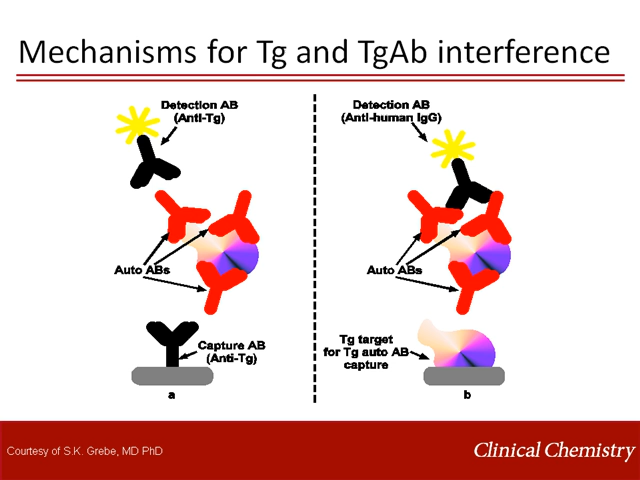 Mechanisms for Tg and TgAb interference
Detection AB
(Anti-Tg)
Auto ABs
Capture AB
(Anti-Tg)
a
Detection AB
(Anti-human IgG)
Auto ABs
Tg target
for Tg auto AB
capture
b
Courtesy of S.K. Grebe, MD PhD
Clinical Chemistry